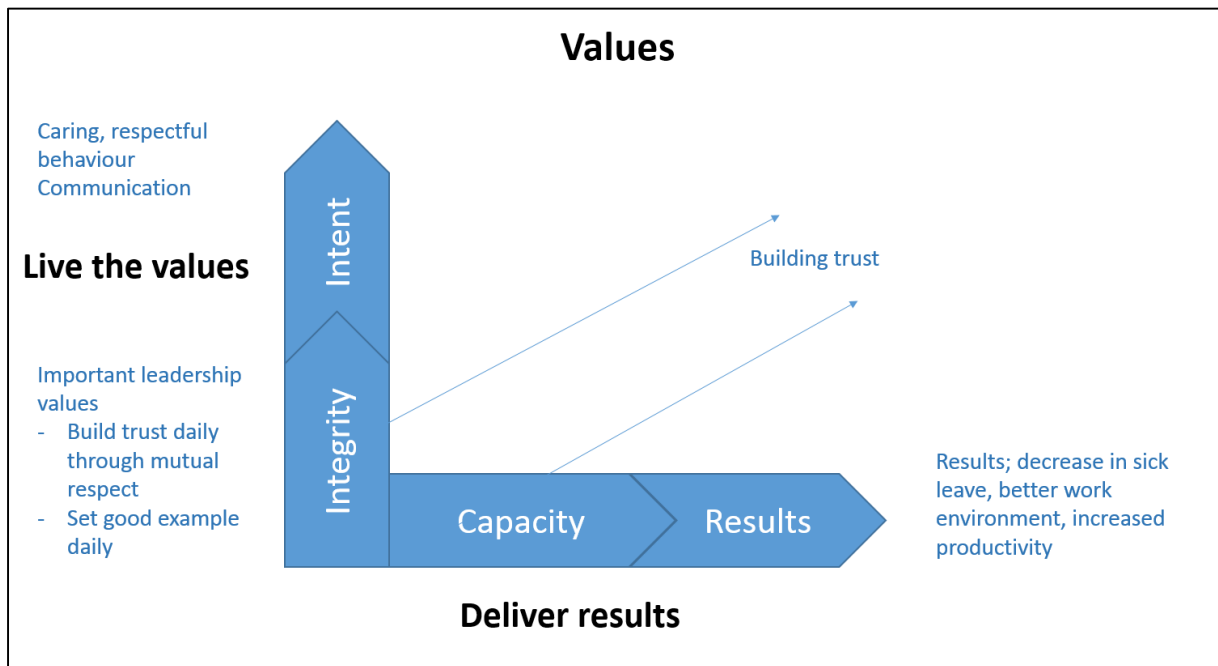 Values
Caring, respectful
behaviour
Communication
Live the values
Important leadership
values
- Build trust daily
through mutual
respect
- Set good example
daily
Intent
Integrity
Building trust
Capacity
Results
Results; decrease in sick
leave, better work
environment, increased
productivity
Deliver results